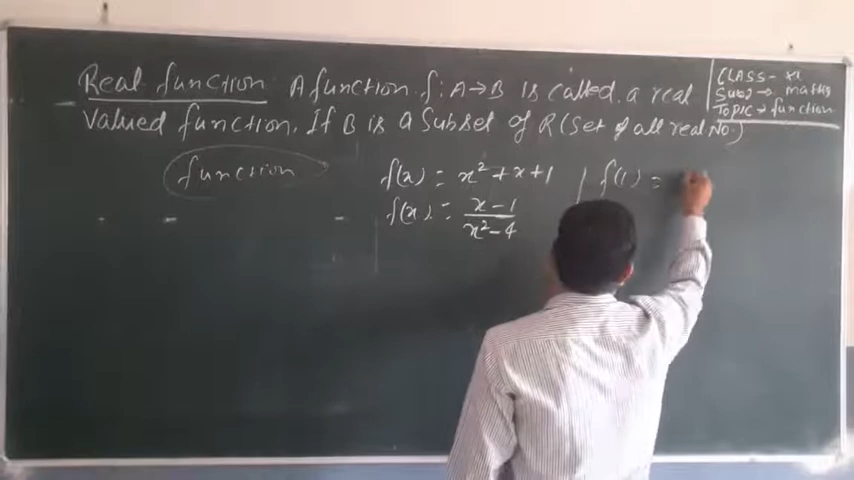 Real function A function f: A→B is called a real
Valued function, If B is a Subset of R (Set of all real No.)
CLASS - XI
Sub → maths
Topic → function
function
f(x) = x² + x + 1
f(x) = x - 1 / x² - 4
f(1) =